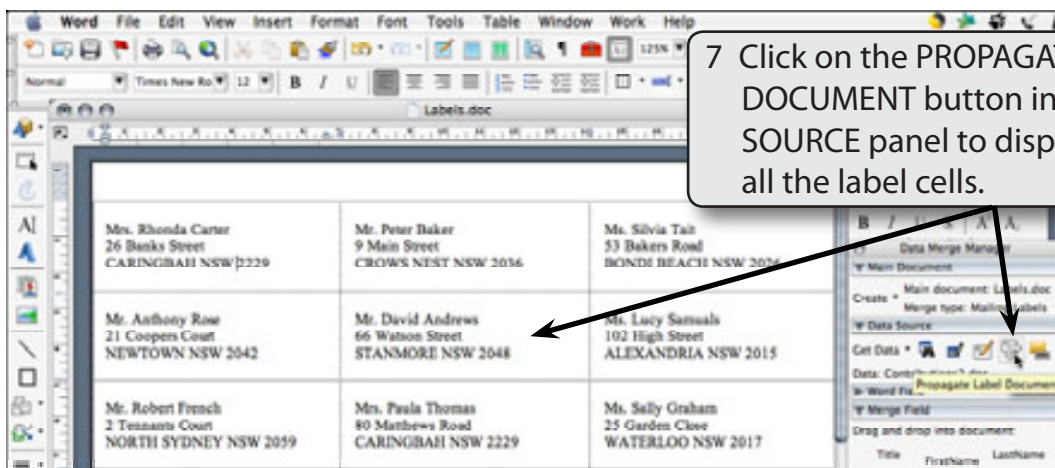 Word File Edit View Insert Format Font Tools Table Window Work Help
125%
Normal Times New Ro 12 B I U
Labels.doc
7 Click on the PROPAGAT
DOCUMENT button in
SOURCE panel to disp
all the label cells.
Mrs. Rhonda Carter
26 Banks Street
CARINGBAH NSW 2229
Mr. Peter Baker
9 Main Street
CROWS NEST NSW 2036
Ms. Silvia Tait
53 Bakers Road
BONDI BEACH NSW 2026
Mr. Anthony Rose
21 Coopers Court
NEWTOWN NSW 2042
Mr. David Andrews
66 Watson Street
STANMORE NSW 2048
Ms. Lucy Samuals
102 High Street
ALEXANDRIA NSW 2015
Mr. Robert French
2 Tennants Court
NORTH SYDNEY NSW 2059
Mrs. Paula Thomas
80 Matthews Road
CARINGBAH NSW 2229
Ms. Sally Graham
25 Garden Close
WATERLOO NSW 2017
Data Merge Manager
Main Document
Create Main document: Labels.doc
Merge type: Mailing Labels
Data Source
Get Data
Data:
Propagate Label Document
Word
Merge Field
Drag and drop into document:
Title FirstName LastName